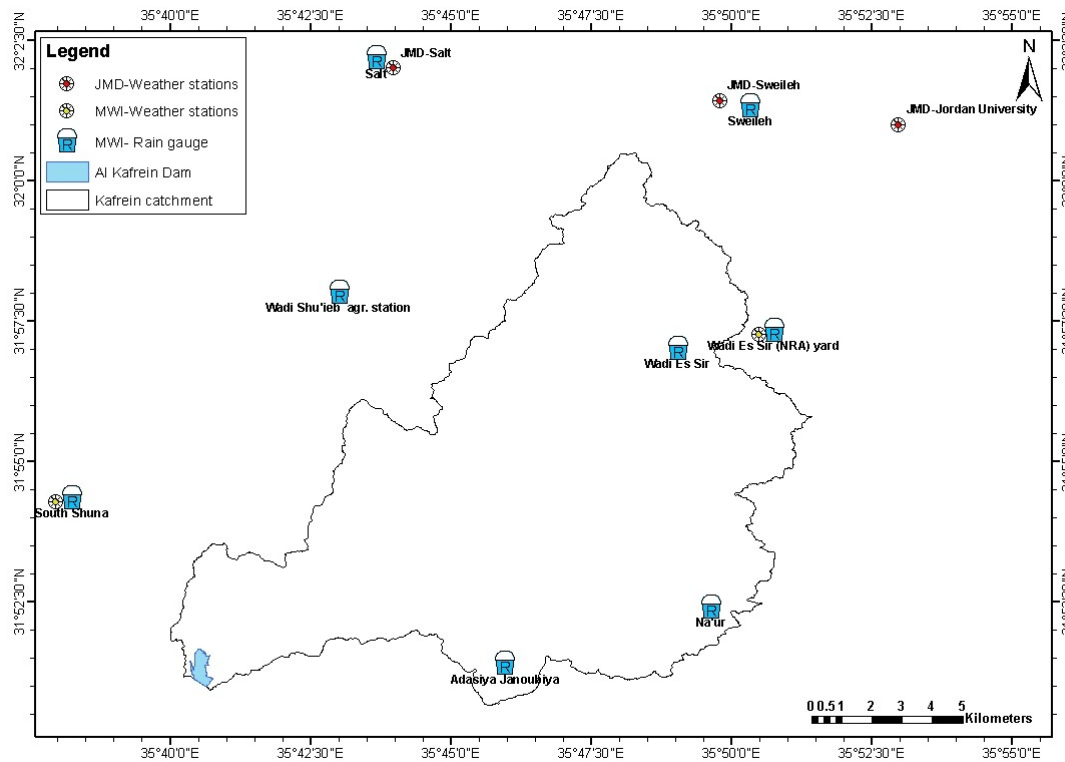 35°40'0"E 35°42'30"E 35°45'0"E 35°47'30"E 35°50'0"E 35°52'30"E 35°55'0"E
32°2'30"N
Legend
JMD-Weather stations
MWI-Weather stations
MWI- Rain gauge
Al Kafrein Dam
Kafrein catchment
N
JMD-Salt
R
Salt
JMD-Sweileh
R
Sweileh
JMD-Jordan University
32°0'0"N
R
Wadi Shu'ieb agr. station
31°57'30"N
R
Wadi Es Sir (NRA) yard
R
Wadi Es Sir
31°55'0"N
R
South Shuna
31°52'30"N
R
Na'ur
R
Adasiya Janoubiya
0 0.5 1 2 3 4 5
Kilometers
35°40'0"E 35°42'30"E 35°45'0"E 35°47'30"E 35°50'0"E 35°52'30"E 35°55'0"E